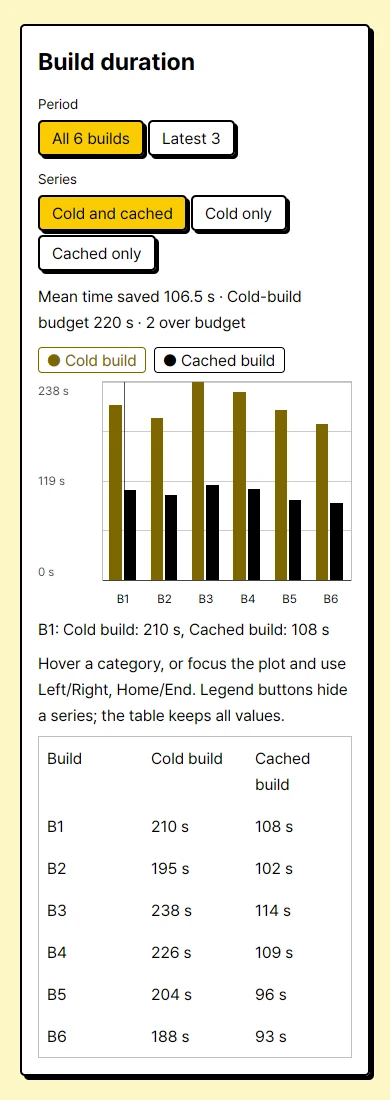 Build duration
Period
All 6 builds Latest 3
Series
Cold and cached Cold only
Cached only
Mean time saved 106.5 s · Cold-build
budget 220 s · 2 over budget
Cold build Cached build
238 s
119 s
0 s
B1 B2 B3 B4 B5 B6
B1: Cold build: 210 s, Cached build: 108 s
Hover a category, or focus the plot and use
Left/Right, Home/End. Legend buttons hide
a series; the table keeps all values.
Build Cold build Cached
build
B1 210 s 108 s
B2 195 s 102 s
B3 238 s 114 s
B4 226 s 109 s
B5 204 s 96 s
B6 188 s 93 s